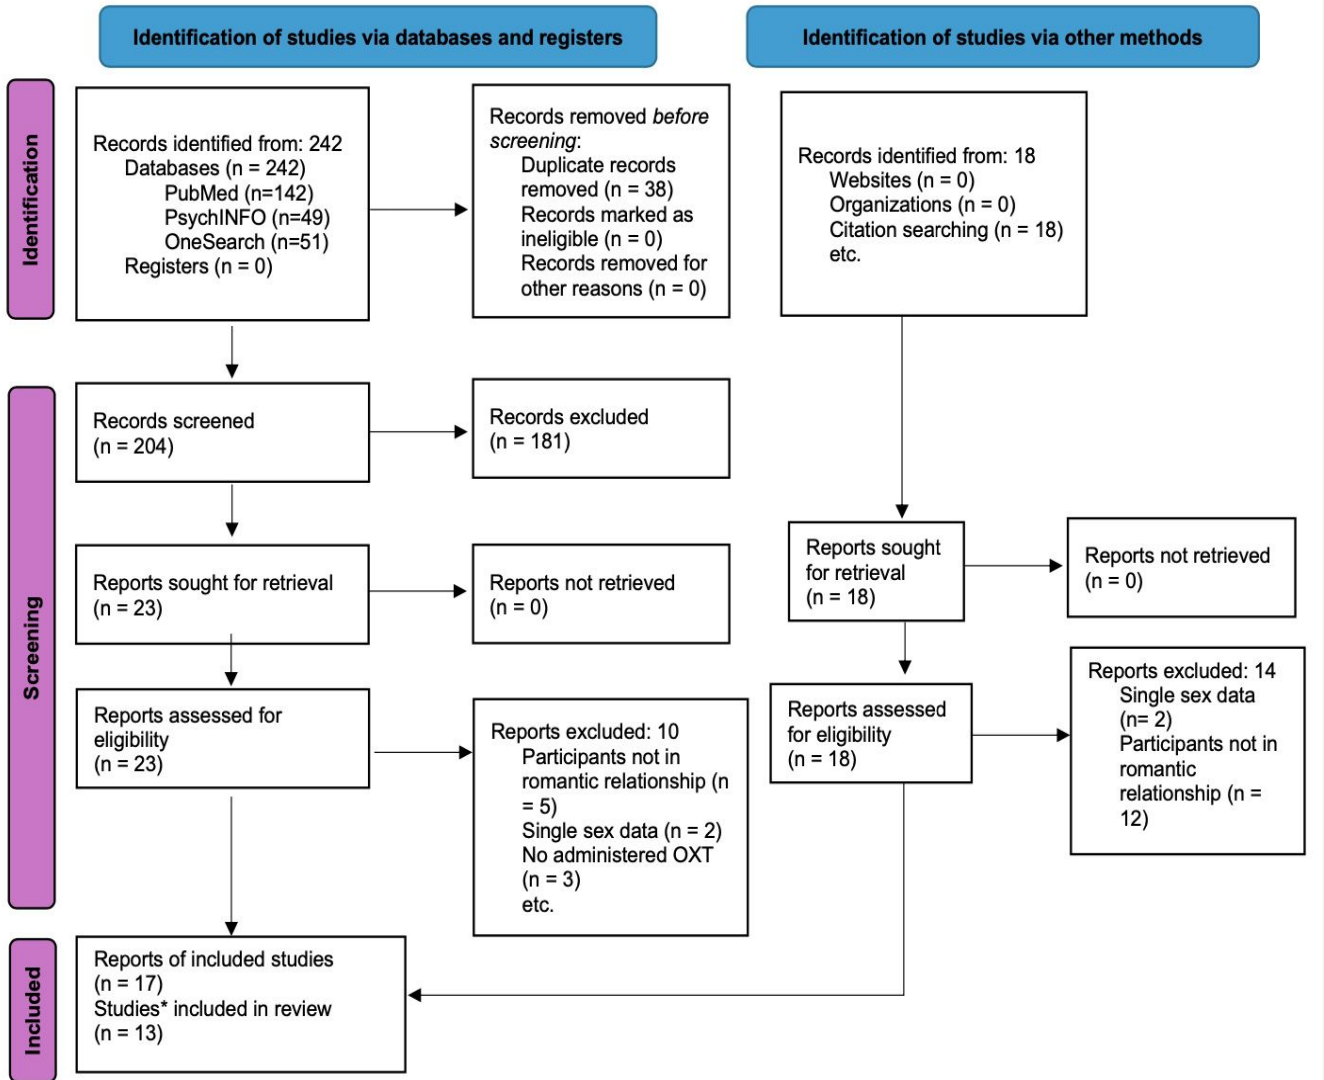 Identification of studies via databases and registers
Identification of studies via other methods
Identification
Records identified from: 242
Databases (n = 242)
PubMed (n=142)
PsychINFO (n=49)
OneSearch (n=51)
Registers (n = 0)
Records removed before
screening:
Duplicate records
removed (n = 38)
Records marked as
ineligible (n = 0)
Records removed for
other reasons (n = 0)
Records identified from: 18
Websites (n = 0)
Organizations (n = 0)
Citation searching (n = 18)
etc.
Screening
Records screened
(n = 204)
Records excluded
(n = 181)
Reports sought for retrieval
(n = 23)
Reports not retrieved
(n = 0)
Reports sought
for retrieval
(n = 18)
Reports not retrieved
(n = 0)
Reports assessed for
eligibility
(n = 23)
Reports excluded: 10
Participants not in
romantic relationship (n
= 5)
Single sex data (n = 2)
No administered OXT
(n = 3)
etc.
Reports assessed
for eligibility
(n = 18)
Reports excluded: 14
Single sex data
(n= 2)
Participants not in
romantic
relationship (n =
12)
Included
Reports of included studies
(n = 17)
Studies* included in review
(n = 13)